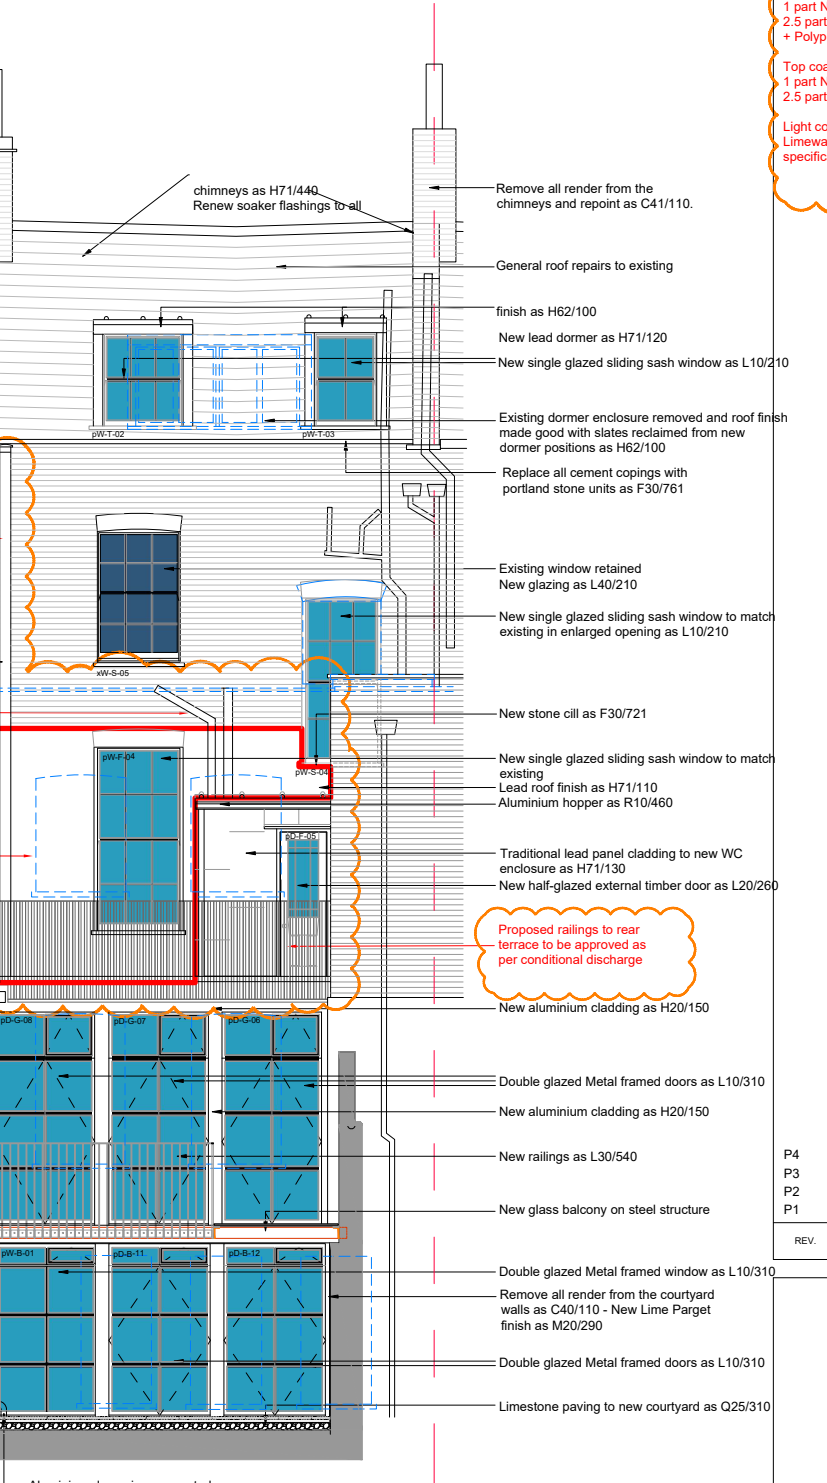 1 part
2.5 part
+
Top
1 part
2.5 part
Light
chimneys as H71/440
Renew soaker flashings to all
Remove all render from the
chimneys and repoint as C41/110.
General roof repairs to existing
finish as H62/100
New lead dormer as H71/120
New single glazed sliding sash window as L10/210
Existing dormer enclosure removed and roof finish
made good with slates reclaimed from new
dormer positions as H62/100
pW-T-02
pW-T-03
Replace all cement copings with
portland stone units as F30/761
Existing window retained
New glazing as L40/210
New single glazed sliding sash window to match
existing in enlarged opening as L10/210
xW-S-05
New stone cill as F30/721
pW-F-04
New single glazed sliding sash window to match
existing
pW-S-04
Lead roof finish as H71/110
Aluminium hopper as R10/460
pD-F-05
Traditional lead panel cladding to new WC
enclosure as H71/130
New half-glazed external timber door as L20/260
Proposed railings to rear
terrace to be approved as
per conditional discharge
New aluminium cladding as H20/150
pD-G-08
pD-G-07
pD-G-06
Double glazed Metal framed doors as L10/310
New aluminium cladding as H20/150
New railings as L30/540
P4
P3
P2
P1
New glass balcony on steel structure
REV.
pW-B-01
pD-B-11
pD-B-12
Double glazed Metal framed window as L10/310
Remove all render from the courtyard
walls as C40/110 - New Lime Parget
finish as M20/290
Double glazed Metal framed doors as L10/310
Limestone paving to new courtyard as Q25/310